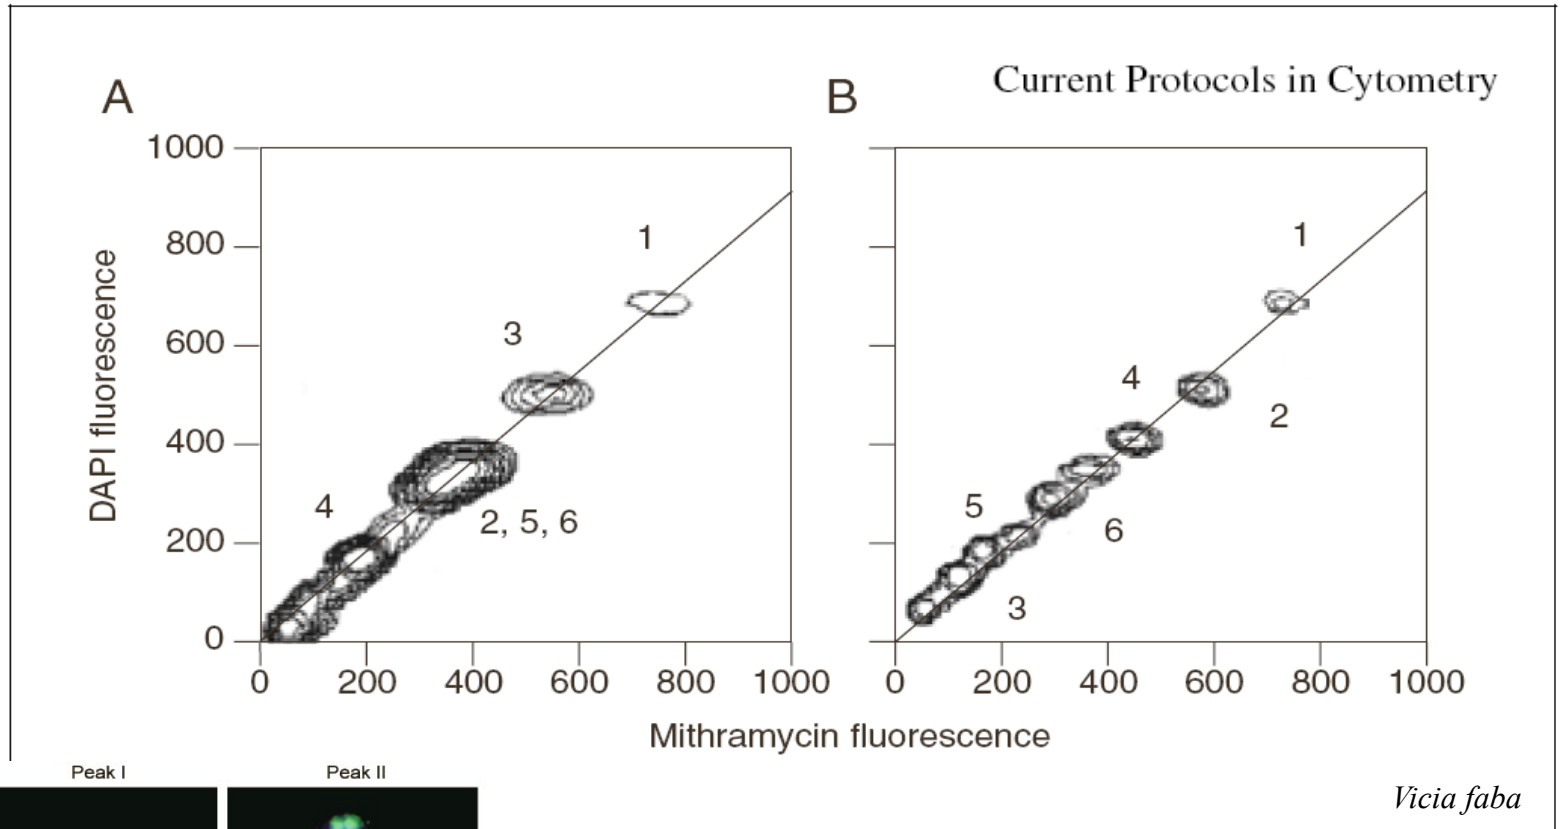 Current Protocols in Cytometry
A
B
1000
800
600
400
200
0
DAPI fluorescence
1
3
4
2, 5, 6
0 200 400 600 800 1000
1
4
2
5
6
3
0 200 400 600 800 1000
Mithramycin fluorescence
Peak I
Peak II
Vicia faba